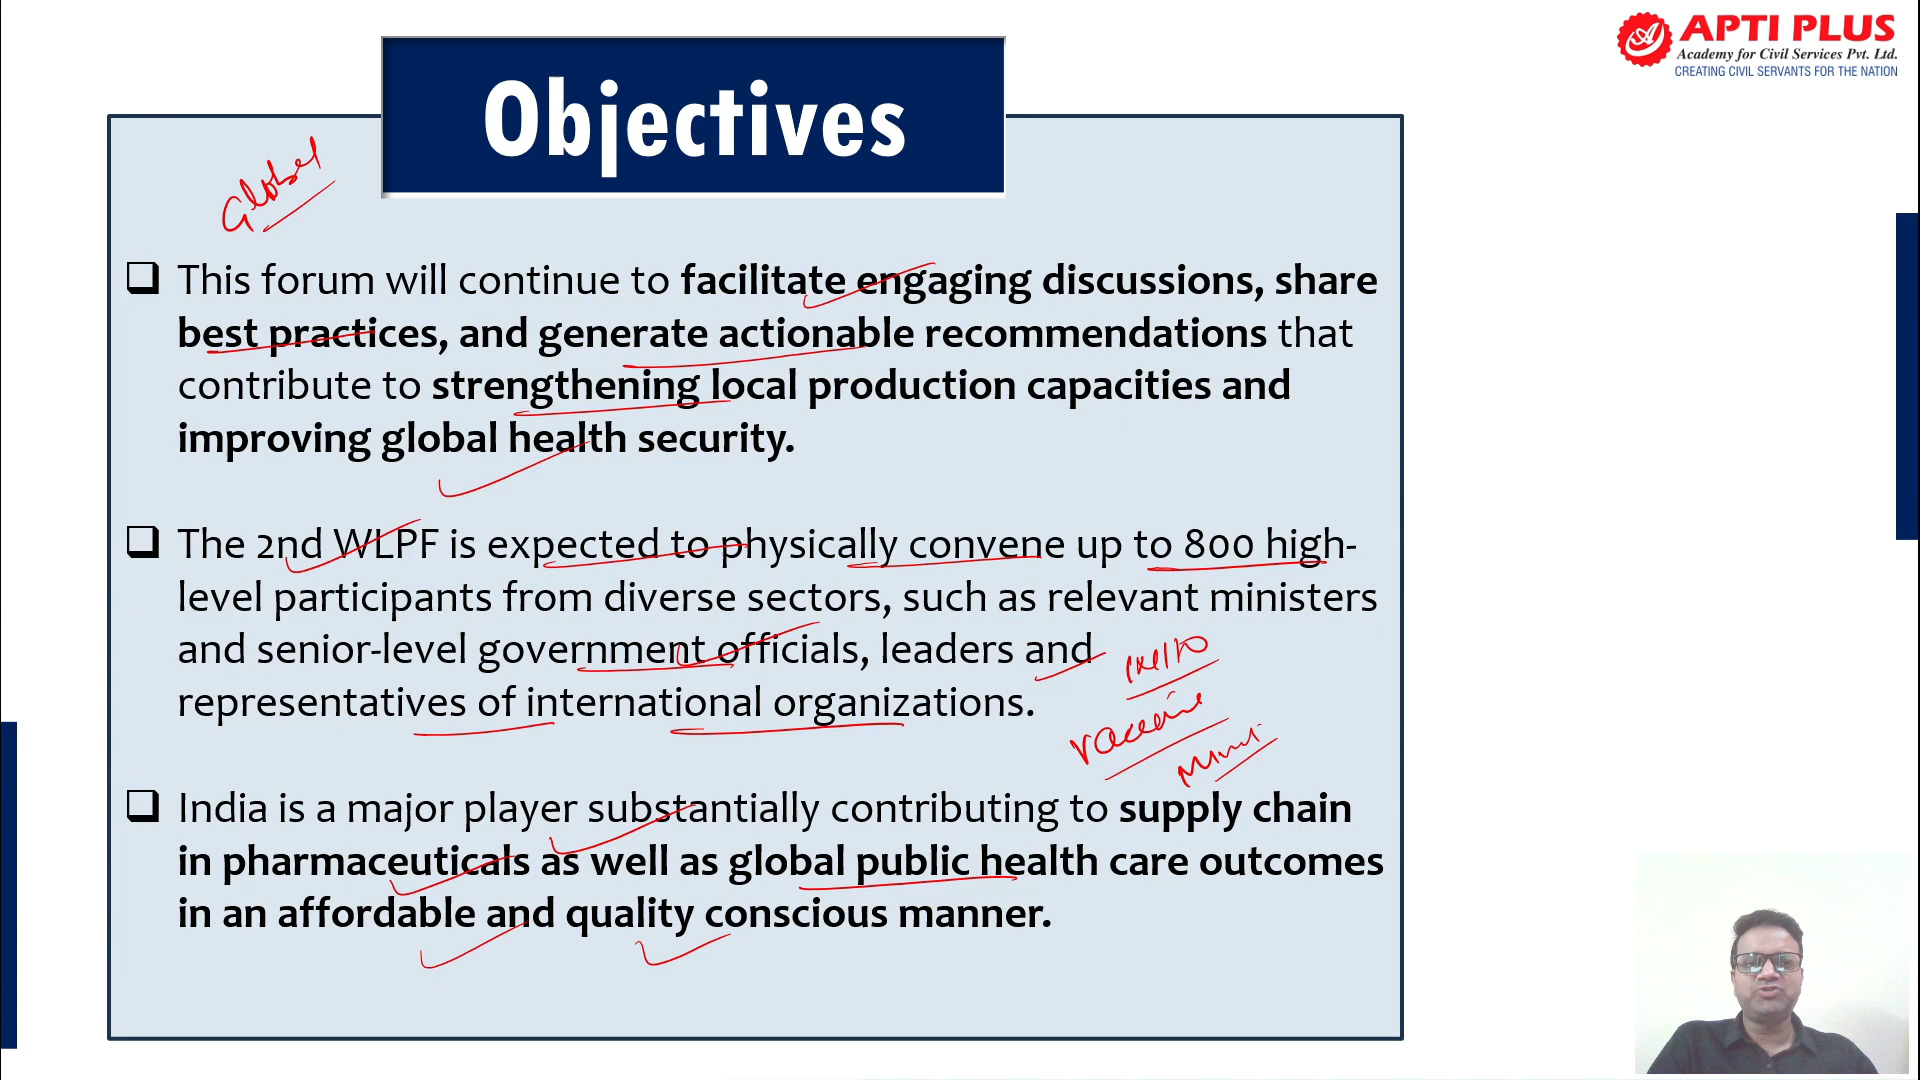 APTI PLUS
Academy for Civil Services Pvt. Ltd.
CREATING CIVIL SERVANTS FOR THE NATION
Objectives
Global
This forum will continue to facilitate engaging discussions, share
best practices, and generate actionable recommendations that
contribute to strengthening local production capacities and
improving global health security.
The 2nd WLPF is expected to physically convene up to 800 high-
level participants from diverse sectors, such as relevant ministers
and senior-level government officials, leaders and
representatives of international organizations.
vaccine
India is a major player substantially contributing to supply chain
in pharmaceuticals as well as global public health care outcomes
in an affordable and quality conscious manner.